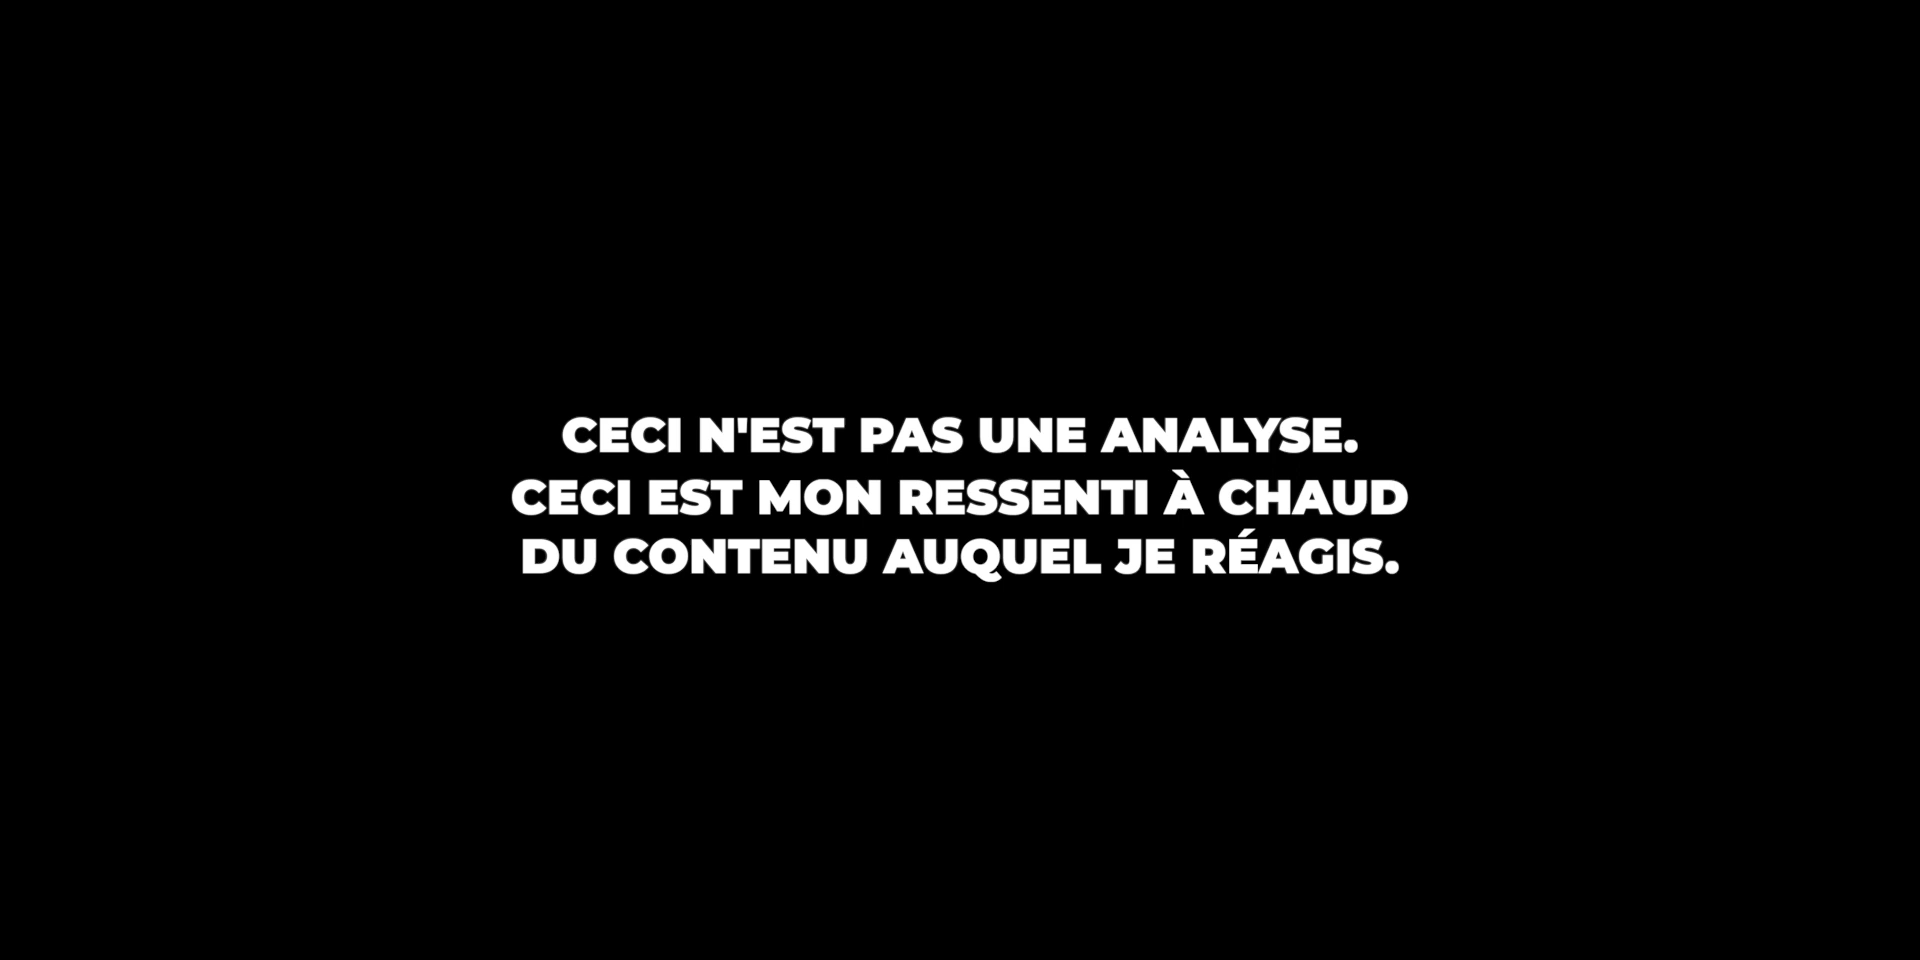 CECI N'EST PAS UNE ANALYSE.
CECI EST MON RESSENTI À CHAUD
DU CONTENU AUQUEL JE RÉAGIS.